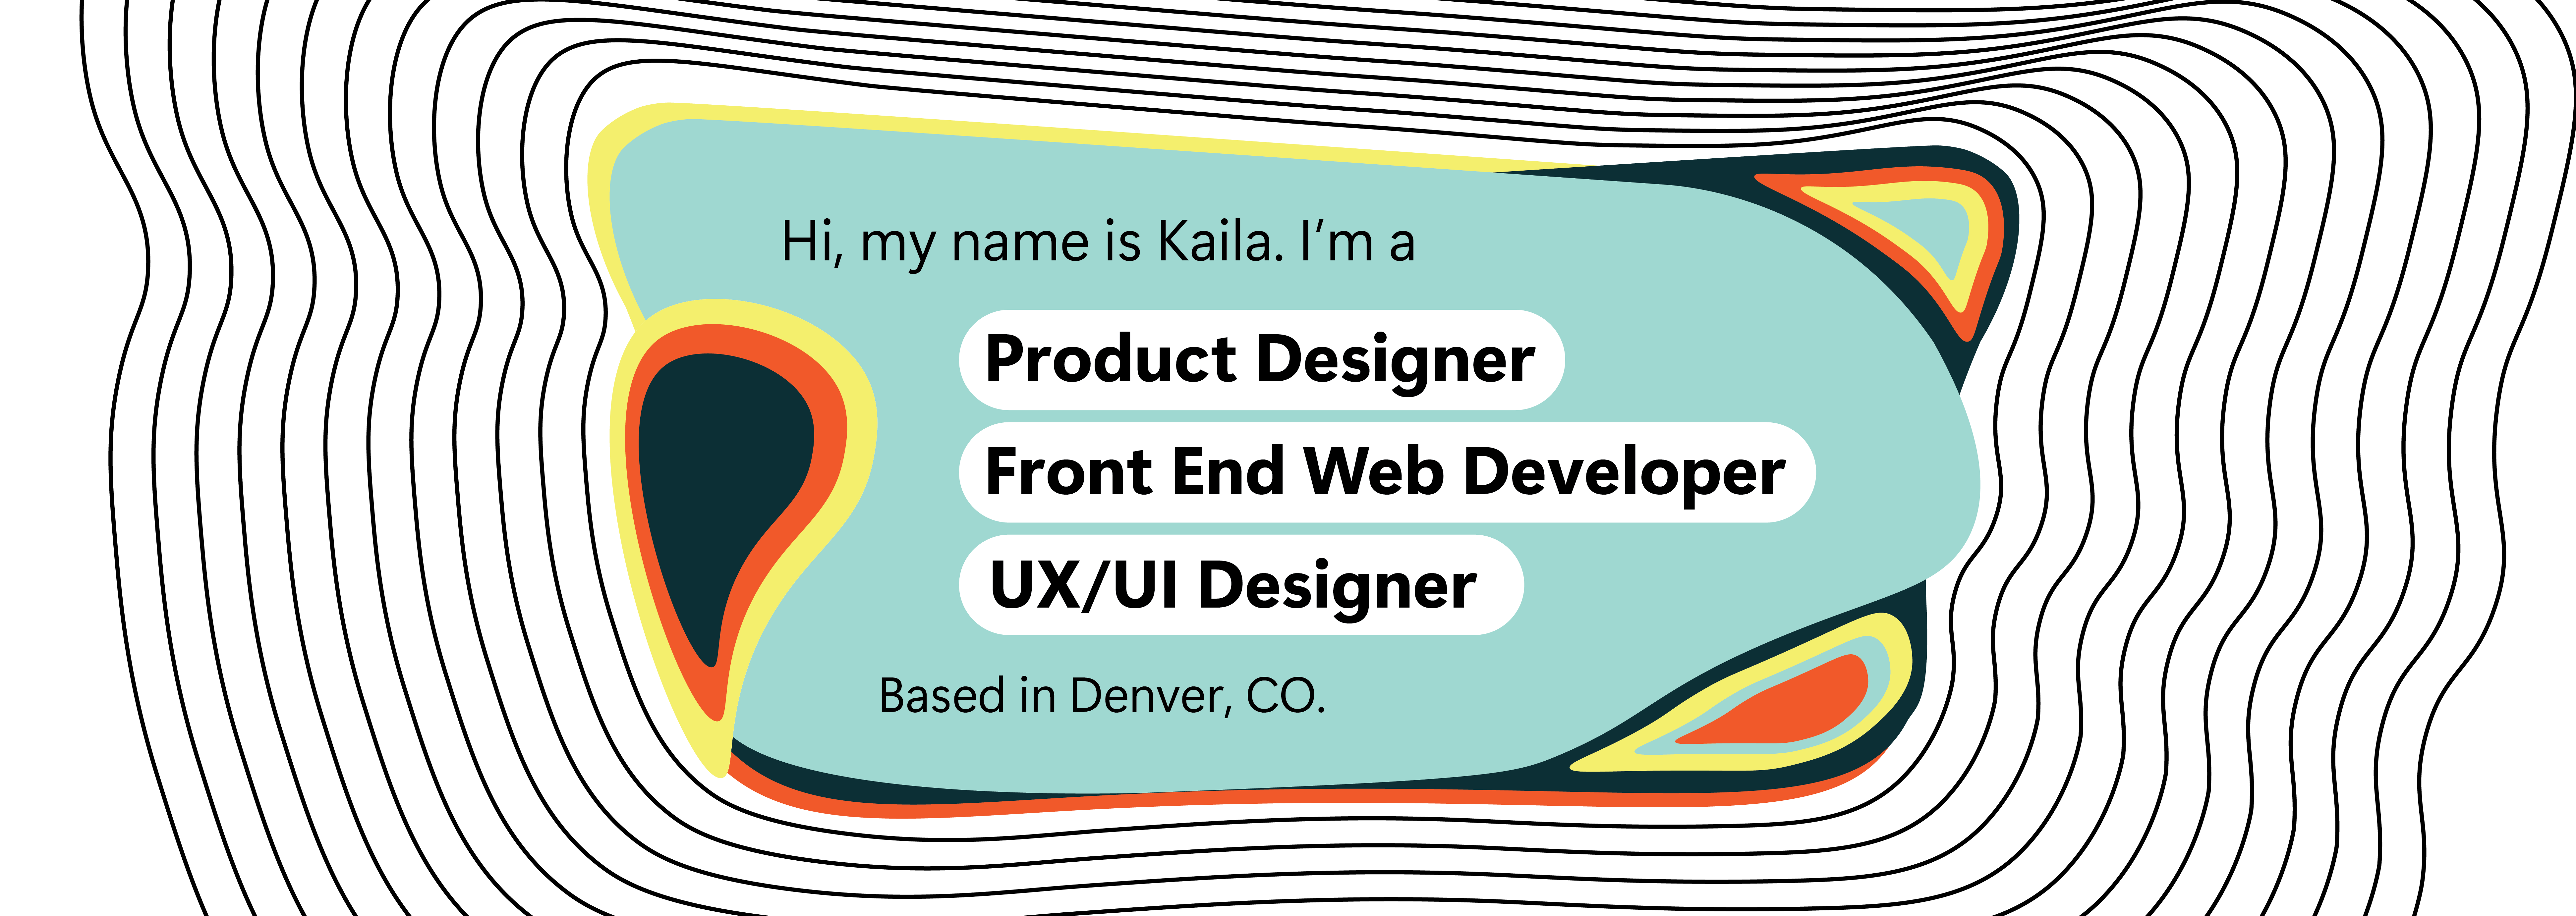 Hi, my name is Kaila. I’m a
Product Designer
Front End Web Developer
UX/UI Designer
Based in Denver, CO.